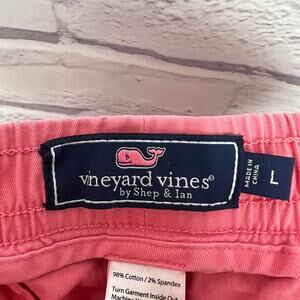 vineyard vines®
by Shep & Ian
MADE IN
CHINA
L
98% Cotton / 2% Spandex
Turn Garment Inside Out